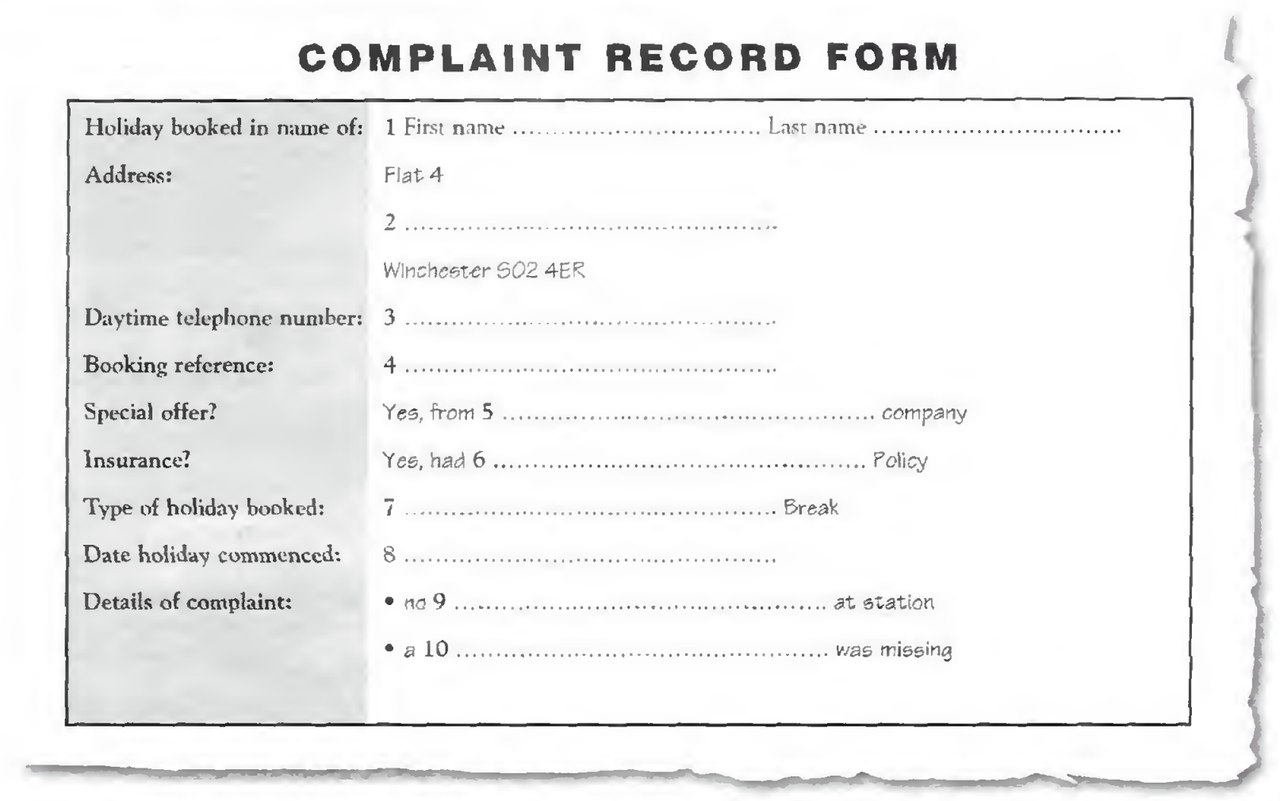 COMPLAINT RECORD FORM
Holiday booked in name of: 1 First name ............................... Last name ...............................
Address: Flat 4
2 ...............................................
Winchester SO2 4ER
Daytime telephone number: 3 ...............................................
Booking reference: 4 ...............................................
Special offer? Yes, from 5 ............................................... company
Insurance? Yes, had 6 ............................................... Policy
Type of holiday booked: 7 ............................................... Break
Date holiday commenced: 8 ...............................................
Details of complaint: • no 9 ............................................... at station
• a 10 ............................................... was missing